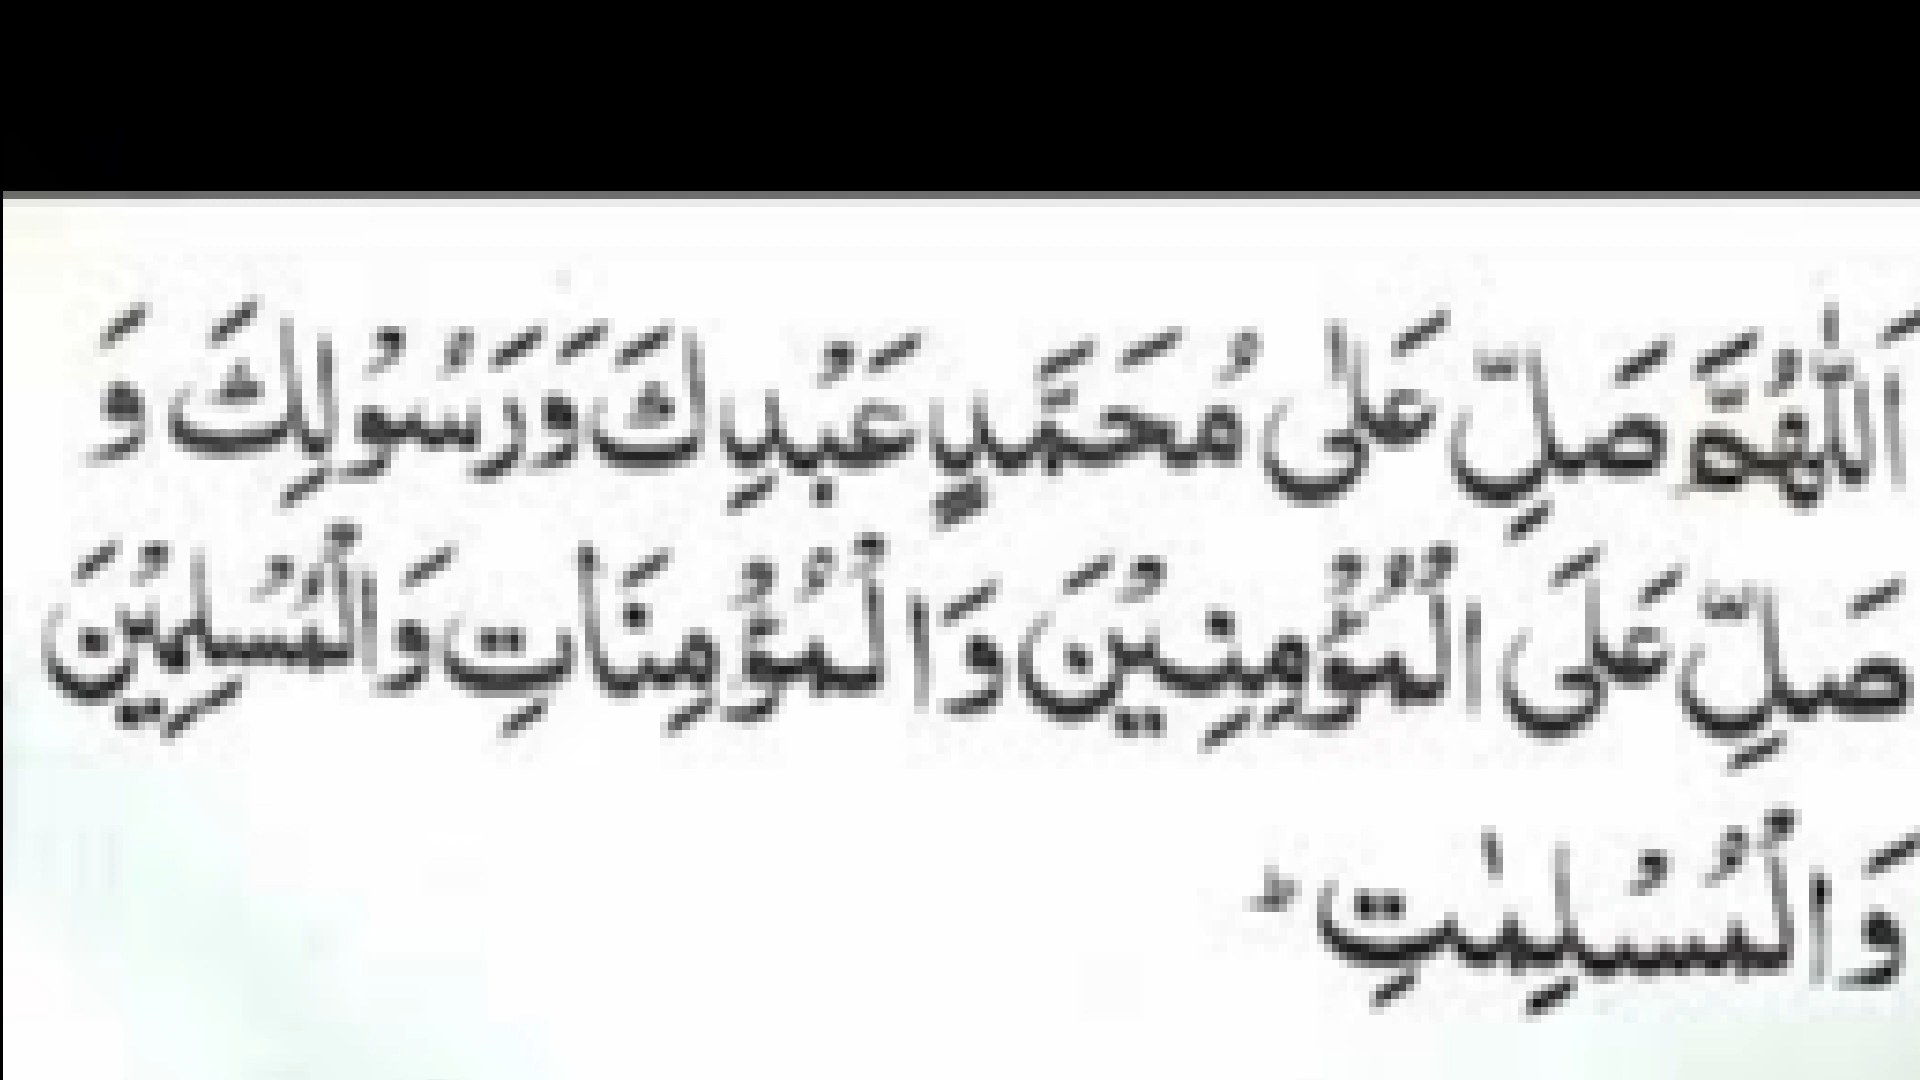 اَللّٰهُمَّ صَلِّ عَلٰى مُحَمَّدٍ عَبْدِكَ وَرَسُوْلِكَ وَ
صَلِّ عَلَى الْمُؤْمِنِيْنَ وَالْمُؤْمِنَاتِ وَالْمُسْلِمِيْنَ
وَالْمُسْلِمٰتِ ؕ